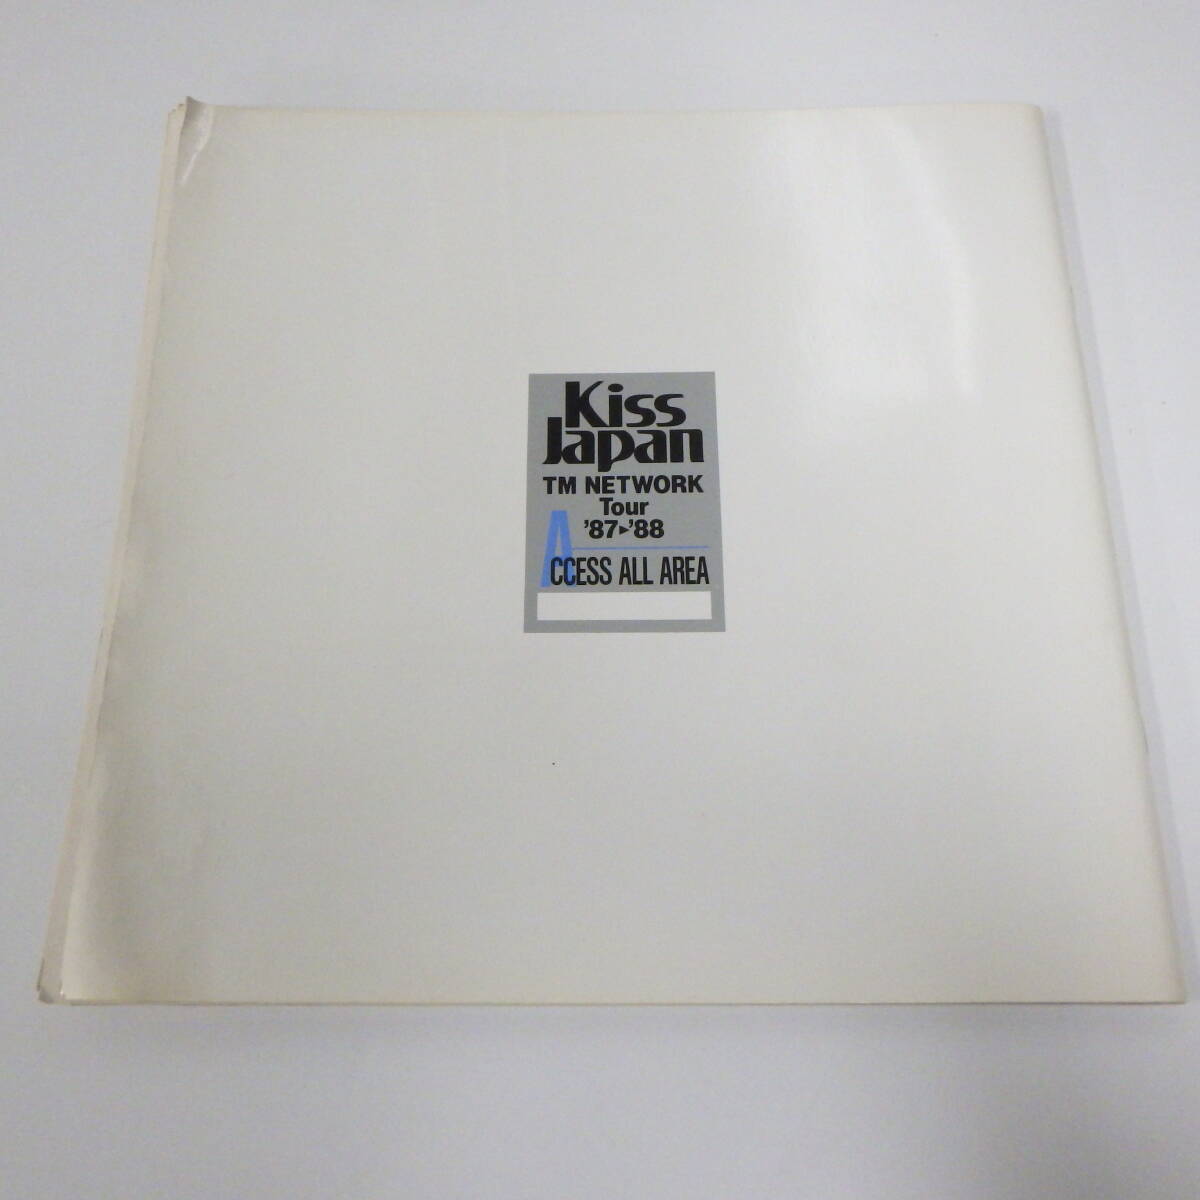 Kiss
Japan
TM NETWORK
Tour
'87▸'88
ACCESS ALL AREA